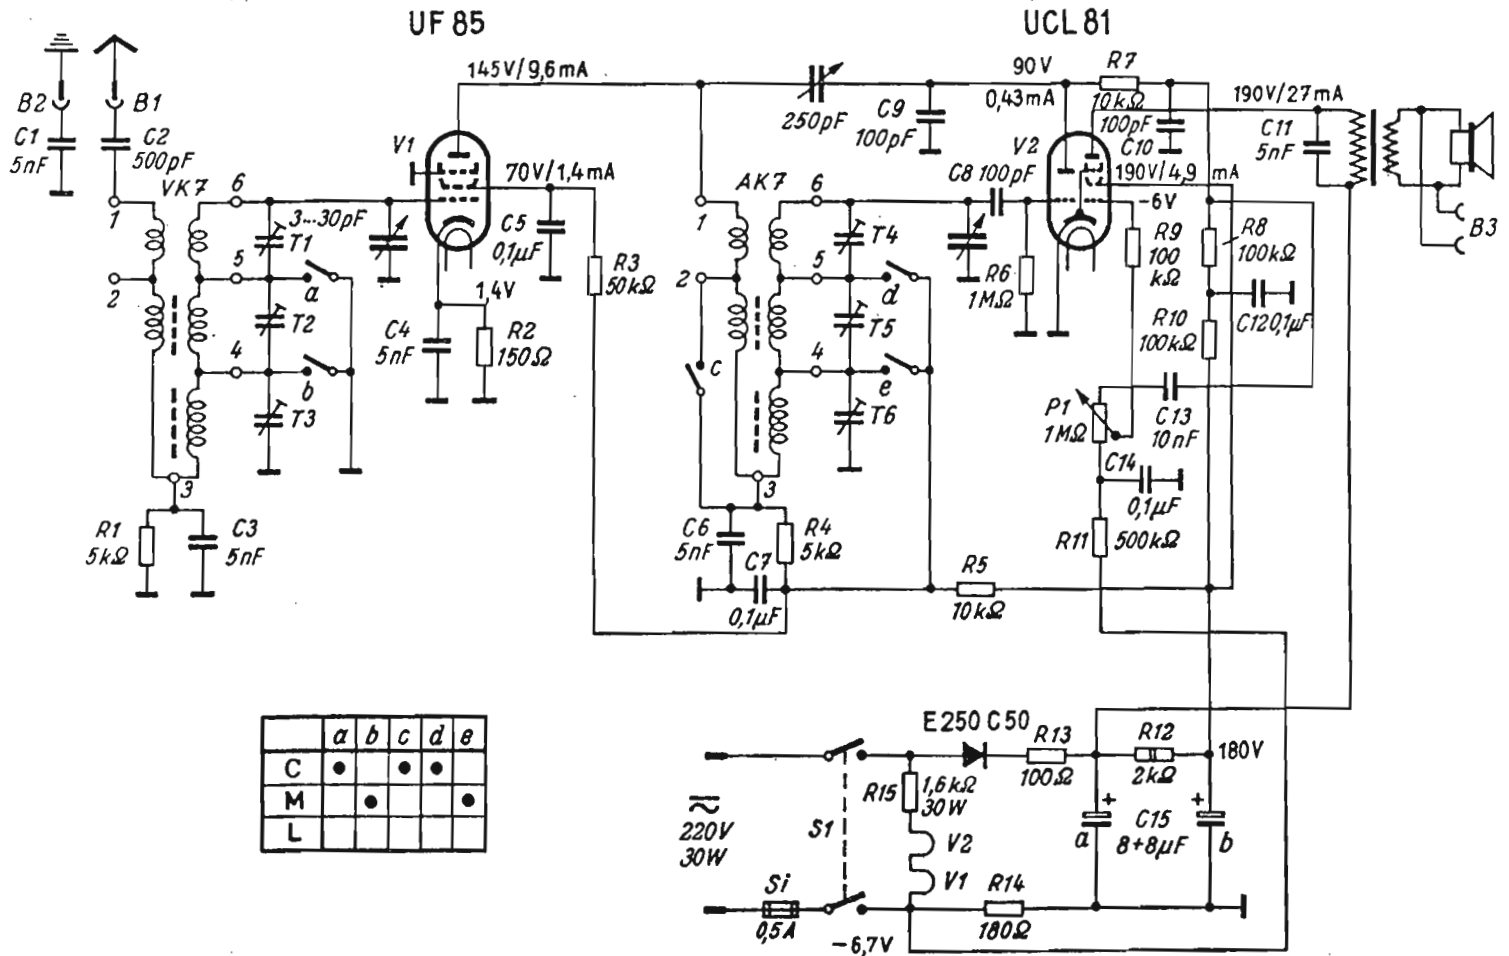 UF 85
UCL 81
B2
B1
C1
5nF
C2
500pF
VK7
1
2
6
5
4
3
3...30pF
T1
T2
T3
a
b
R1
5kΩ
C3
5nF
145V/9,6mA
V1
70V/1,4mA
C5
0,1µF
R3
50kΩ
1,4V
C4
5nF
R2
150Ω
250pF
C9
100pF
90V
0,43mA
R7
10kΩ
100pF
C10
190V/27mA
C11
5nF
V2
190V/4,9 mA
-6V
C8 100pF
AK7
1
2
6
5
4
3
T4
T5
T6
c
d
e
R6
1MΩ
R9
100
kΩ
R8
100kΩ
B3
C12 0,1µF
R10
100kΩ
P1
1MΩ
C13
10nF
C14
0,1µF
R11
500kΩ
C6
5nF
R4
5kΩ
C7
0,1µF
R5
10kΩ
a b c d e
C ● ● ●
M ● ●
L
E250 C50
R13
100Ω
R12
2kΩ
180V
R15
1,6kΩ
30W
S1
220V
30W
V2
V1
+
+
C15
8+8µF
a
b
Si
0,5A
R14
180Ω
-6,7V